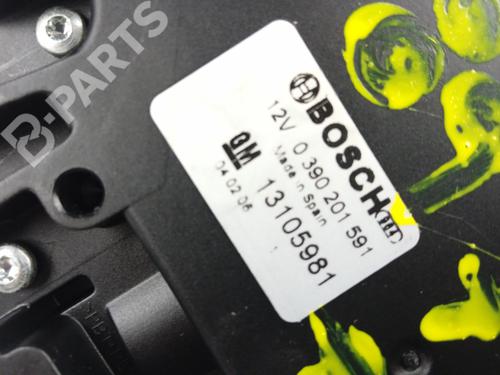 B-PARTS
BOSCH
12V 0 390 201 591
Made in Spain
GM 13105981
04.02.06